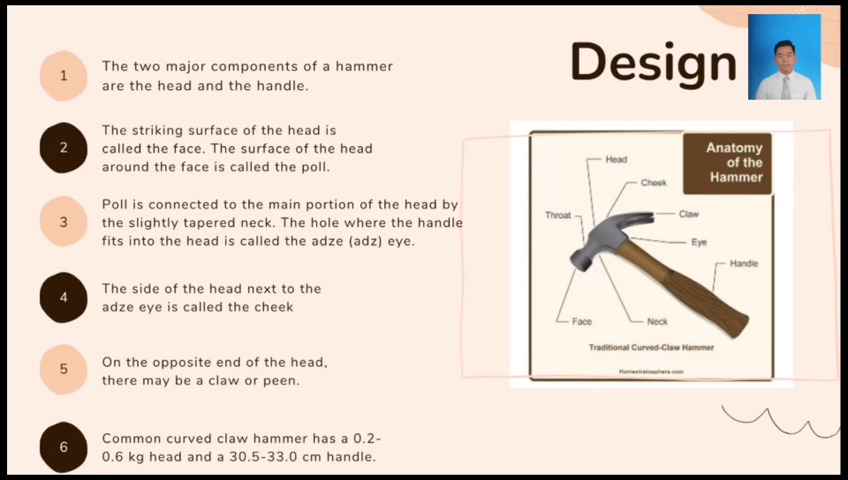 Design
1
The two major components of a hammer
are the head and the handle.
2
The striking surface of the head is
called the face. The surface of the head
around the face is called the poll.
3
Poll is connected to the main portion of the head by
the slightly tapered neck. The hole where the handle
fits into the head is called the adze (adz) eye.
4
The side of the head next to the
adze eye is called the cheek
5
On the opposite end of the head,
there may be a claw or peen.
6
Common curved claw hammer has a 0.2-
0.6 kg head and a 30.5-33.0 cm handle.
Anatomy
of the
Hammer
Head
Cheek
Throat
Claw
Eye
Handle
Face
Neck
Traditional Curved-Claw Hammer
Homestratosphere.com